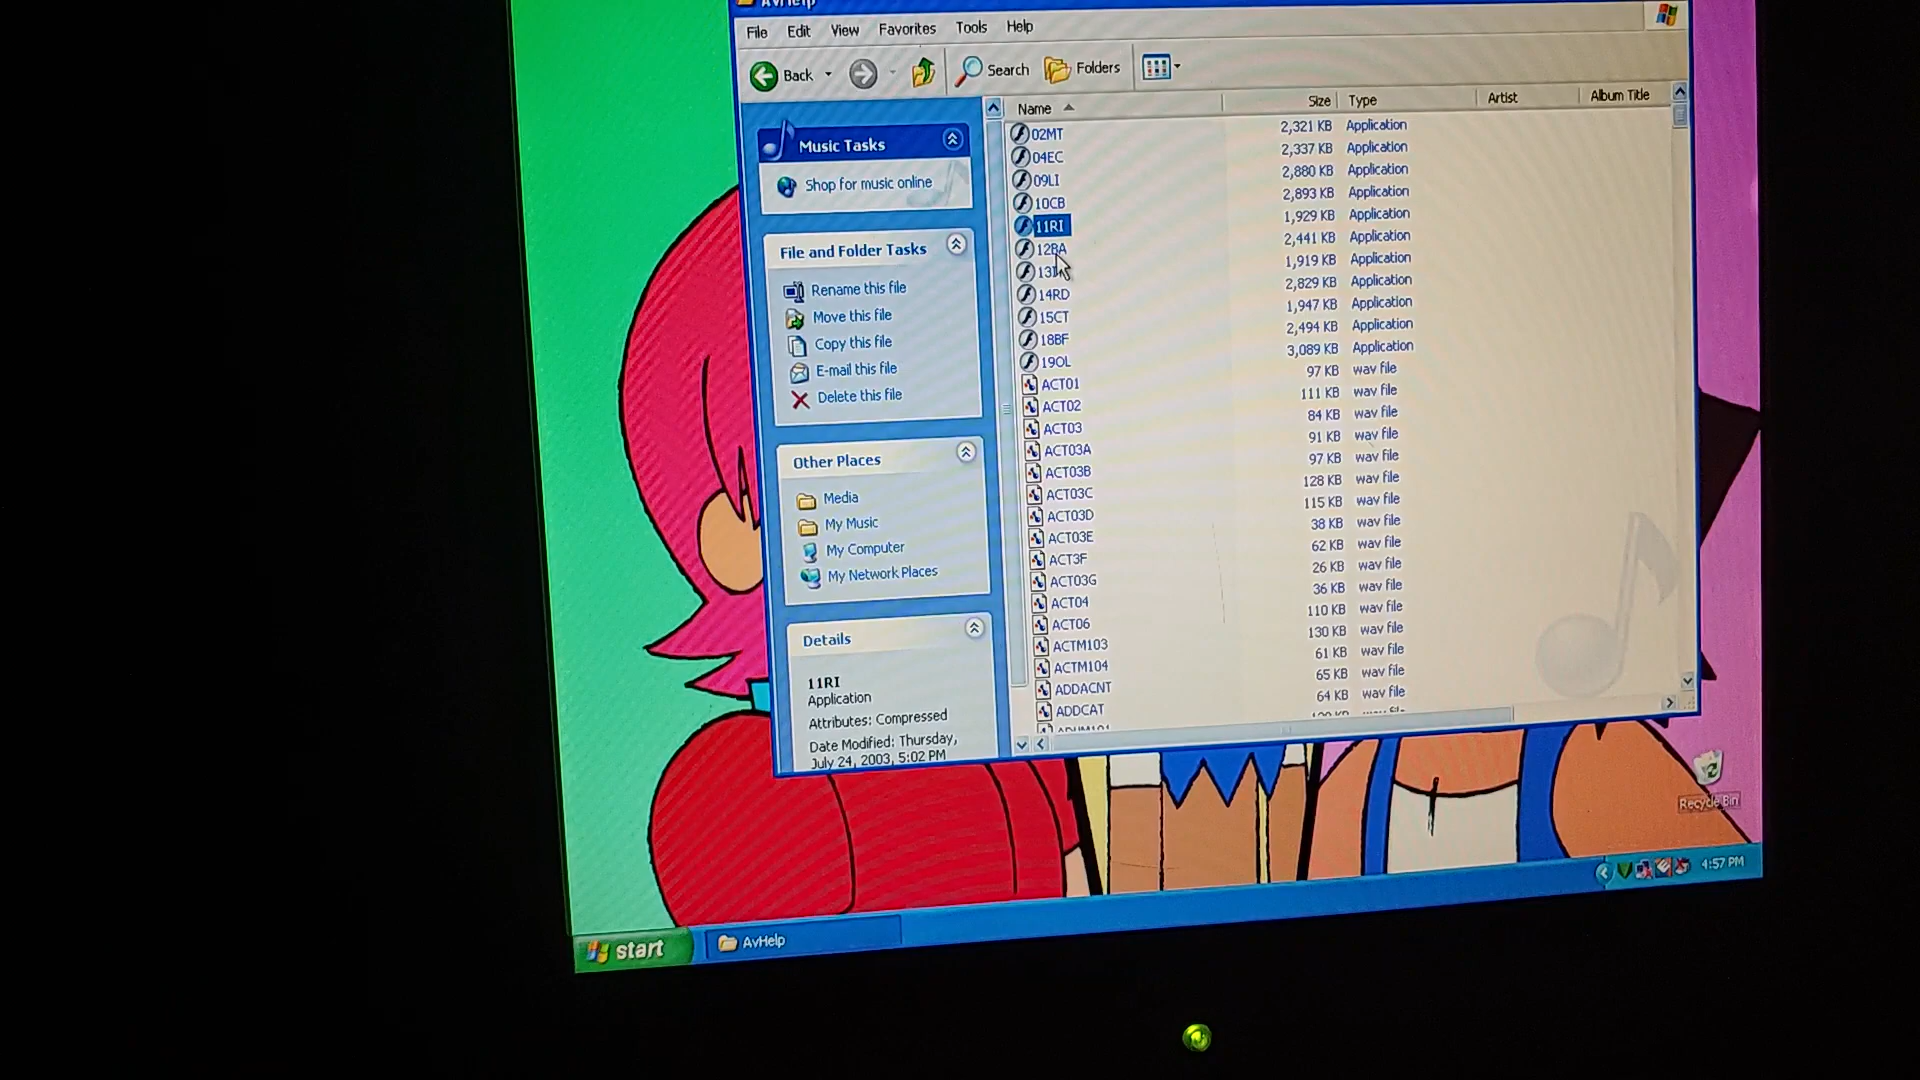 AvHelp
File Edit View Favorites Tools Help
Back Search Folders
Music Tasks
Shop for music online
File and Folder Tasks
Rename this file
Move this file
Copy this file
E-mail this file
Delete this file
Other Places
Media
My Music
My Computer
My Network Places
Details
11RI
Application
Attributes: Compressed
Date Modified: Thursday,
July 24, 2003, 5:02 PM
Name Size Type Artist Album Title
02MT 2,321 KB Application
04EC 2,337 KB Application
09LI 2,880 KB Application
10CB 2,893 KB Application
11RI 1,929 KB Application
12BA 2,441 KB Application
1,919 KB Application
14RD 2,829 KB Application
15CT 1,947 KB Application
18BF 2,494 KB Application
19OL 3,089 KB Application
ACT01 97 KB wav file
ACT02 111 KB wav file
ACT03 84 KB wav file
ACT03A 91 KB wav file
ACT03B 97 KB wav file
ACT03C 128 KB wav file
ACT03D 115 KB wav file
ACT03E 38 KB wav file
ACT3F 62 KB wav file
ACT03G 26 KB wav file
ACT04 36 KB wav file
ACT06 110 KB wav file
ACTM103 130 KB wav file
ACTM104 61 KB wav file
ADDACNT 65 KB wav file
ADDCAT 64 KB wav file
Recycle Bin
start AvHelp 4:57 PM